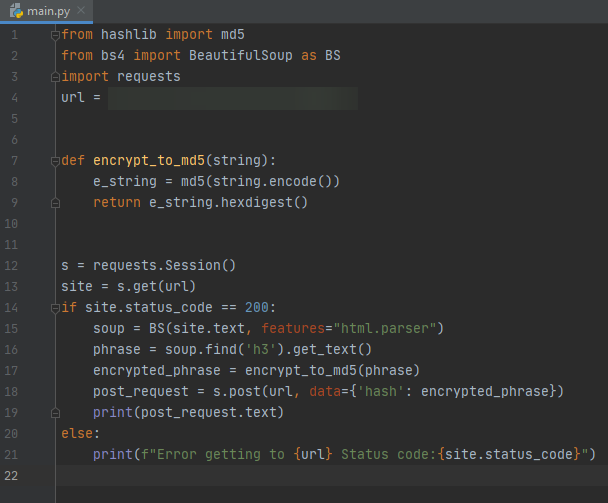 main.py
1 from hashlib import md5
2 from bs4 import BeautifulSoup as BS
3 import requests
4 url =
5
6
7 def encrypt_to_md5(string):
8     e_string = md5(string.encode())
9     return e_string.hexdigest()
10
11
12 s = requests.Session()
13 site = s.get(url)
14 if site.status_code == 200:
15     soup = BS(site.text, features="html.parser")
16     phrase = soup.find('h3').get_text()
17     encrypted_phrase = encrypt_to_md5(phrase)
18     post_request = s.post(url, data={'hash': encrypted_phrase})
19     print(post_request.text)
20 else:
21     print(f"Error getting to {url} Status code:{site.status_code}")
22